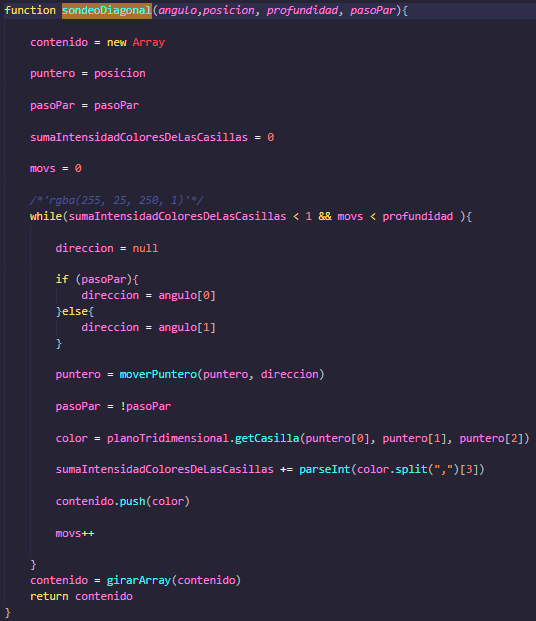 function sondeoDiagonal(angulo,posicion, profundidad, pasoPar){
contenido = new Array
puntero = posicion
pasoPar = pasoPar
sumaIntensidadColoresDeLasCasillas = 0
movs = 0
/*'rgba(255, 25, 250, 1)'*/
while(sumaIntensidadColoresDeLasCasillas < 1 && movs < profundidad ){
direccion = null
if (pasoPar){
direccion = angulo[0]
}else{
direccion = angulo[1]
}
puntero = moverPuntero(puntero, direccion)
pasoPar = !pasoPar
color = planoTridimensional.getCasilla(puntero[0], puntero[1], puntero[2])
sumaIntensidadColoresDeLasCasillas += parseInt(color.split(",")[3])
contenido.push(color)
movs++
}
contenido = girarArray(contenido)
return contenido
}